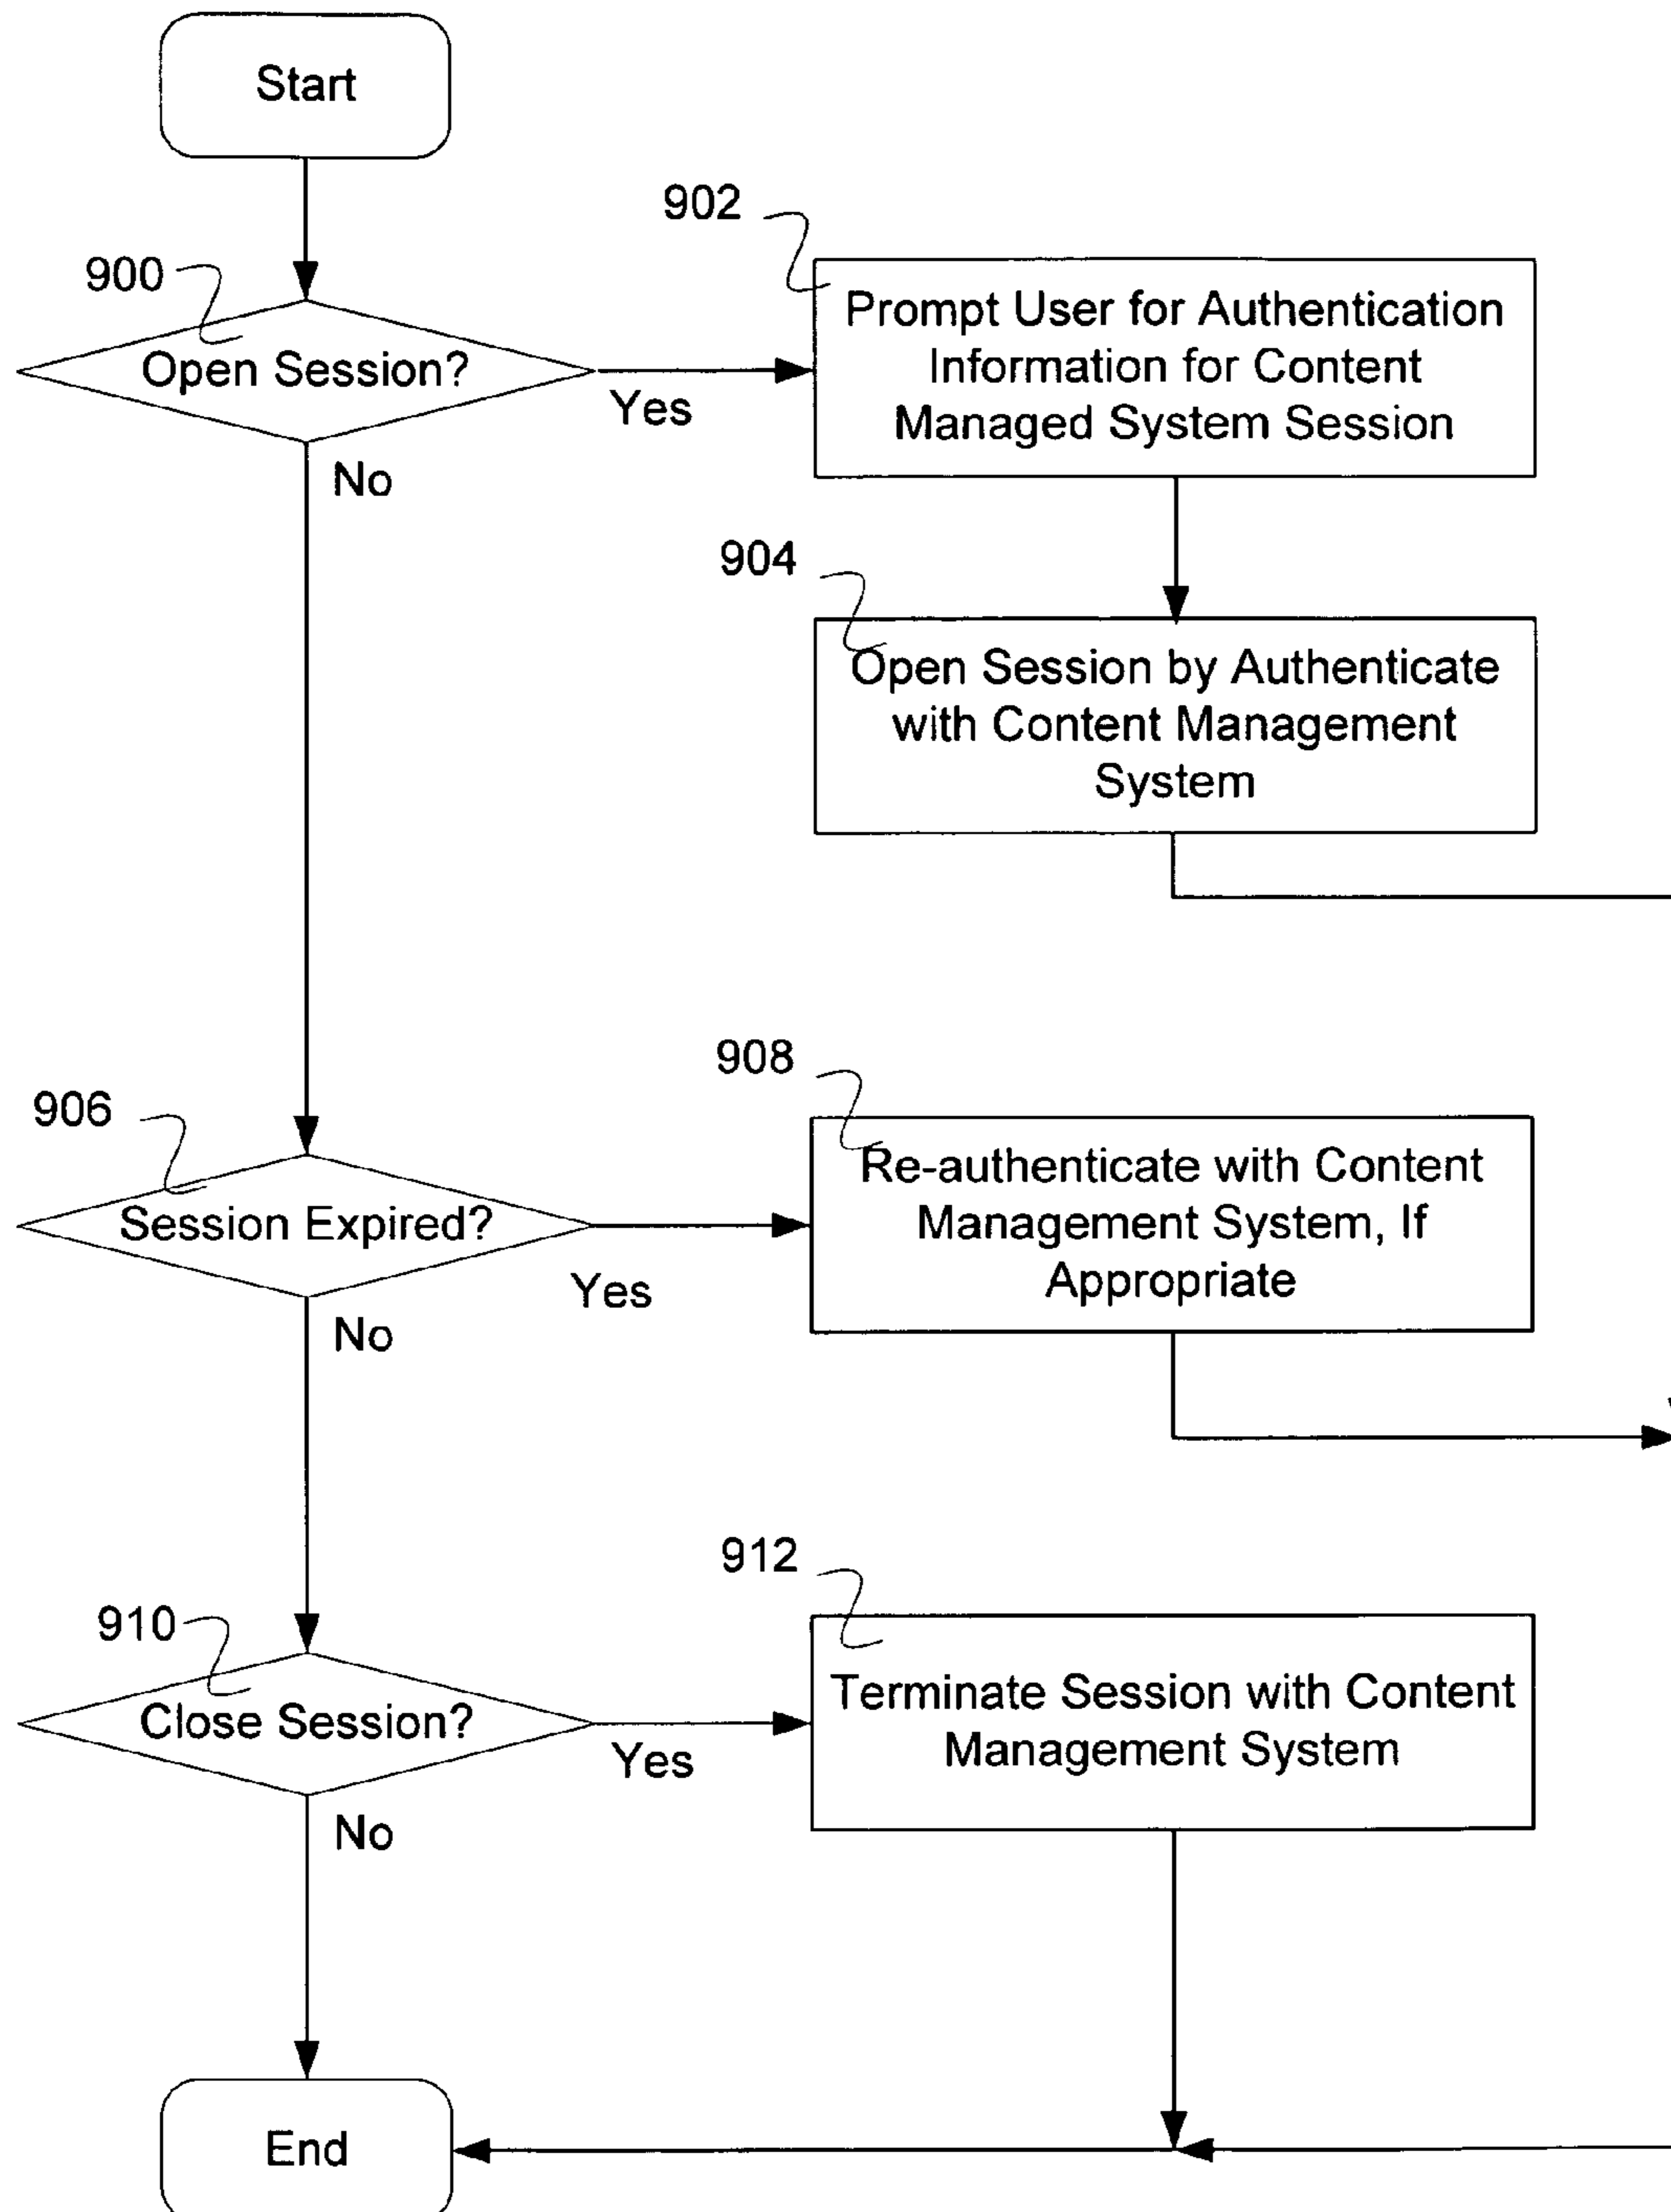 Start
900
Open Session?
Yes
No
902
Prompt User for Authentication
Information for Content
Managed System Session
904
Open Session by Authenticate
with Content Management
System
906
Session Expired?
Yes
No
908
Re-authenticate with Content
Management System, If
Appropriate
910
Close Session?
Yes
No
912
Terminate Session with Content
Management System
End